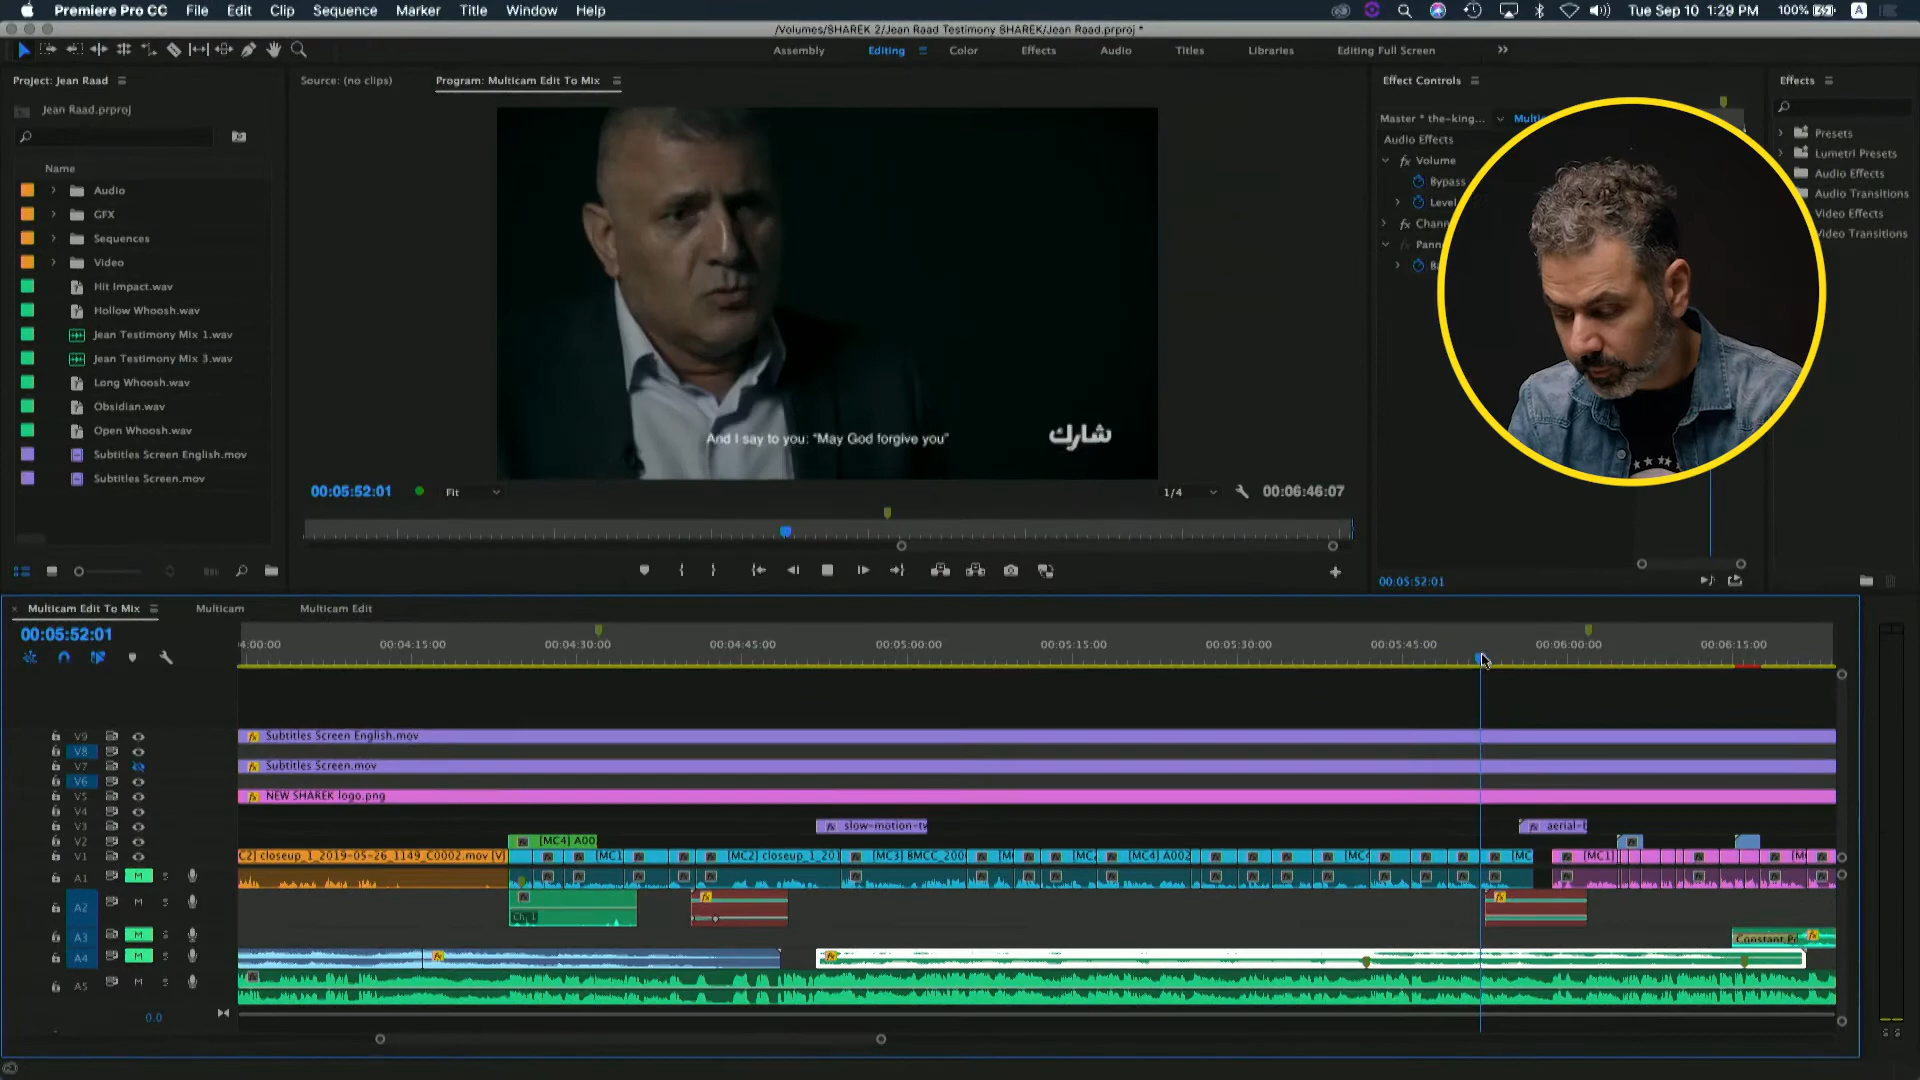 Premiere Pro CC File Edit Clip Sequence Marker Title Window Help
Tue Sep 10 1:29 PM 100% A
/Volumes/SHAREK 2/Jean Raad Testimony SHAREK/Jean Raad.prproj *
Assembly Editing Color Effects Audio Titles Libraries Editing Full Screen
Project: Jean Raad
Jean Raad.prproj
Name
Audio
GFX
Sequences
Video
Hit Impact.wav
Hollow Whoosh.wav
Jean Testimony Mix 1.wav
Jean Testimony Mix 3.wav
Long Whoosh.wav
Obsidian.wav
Open Whoosh.wav
Subtitles Screen English.mov
Subtitles Screen.mov
Source: (no clips)
Program: Multicam Edit To Mix
And I say to you: "May God forgive you"
شارك
00:05:52:01 Fit 1/4 00:06:46:07
Effect Controls
Master * the-king...
Audio Effects
fx Volume
Bypass
Level
Chann
Pann
00:05:52:01
Effects
Presets
Lumetri Presets
Audio Effects
Audio Transitions
Video Effects
Video Transitions
Multicam Edit To Mix Multicam Multicam Edit
00:05:52:01
4:00:00 00:04:15:00 00:04:30:00 00:04:45:00 00:05:00:00 00:05:15:00 00:05:30:00 00:05:45:00 00:06:00:00 00:06:15:00
V9 fx Subtitles Screen English.mov
V8
V7 fx Subtitles Screen.mov
V6
V5 fx NEW SHAREK logo.png
V4
V3 fx slow-motion-tv fx aerial-l
V2 [MC4] A00
V1 C2] closeup_1_2019-05-26_1149_C0002.mov [V] [MC1 [MC2] closeup_1_201 [MC3] BMCC_200 [M [MC [MC4] A002 [MC [MC [MC1] [M
A1 M S
A2 M S Ch. 1
A3 M S Constant Po
A4 M S
A5 M S
0.0
S S